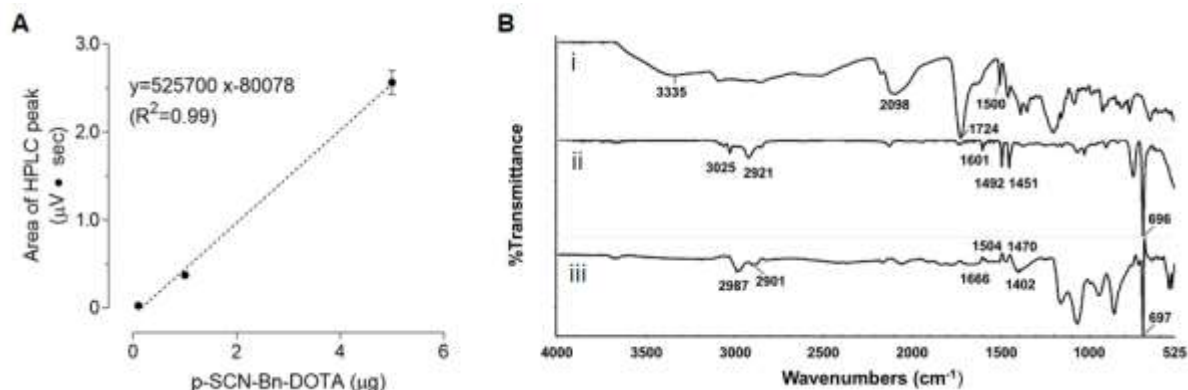 A
Area of HPLC peak
(µV • sec)
3.0
2.0
1.0
0
y=525700 x-80078
(R²=0.99)
0
2
4
6
p-SCN-Bn-DOTA (µg)
B
%Transmittance
i
3335
2098
1724
1500
ii
3025
2921
1601
1492
1451
696
iii
2987
2901
1666
1504
1470
1402
697
4000
3500
3000
2500
2000
1500
1000
525
Wavenumbers (cm⁻¹)